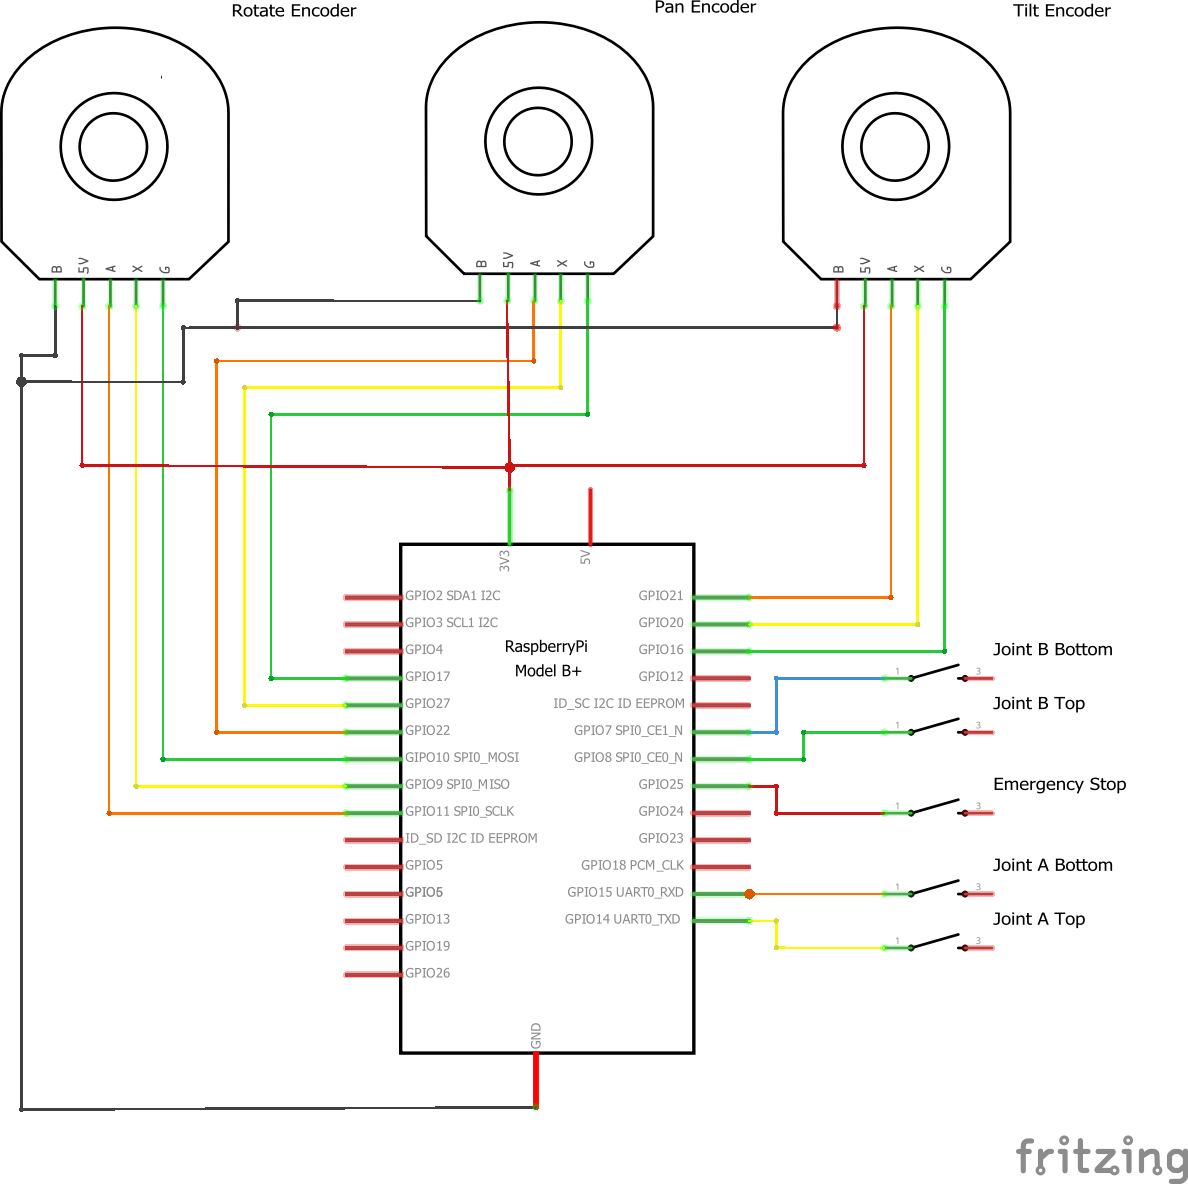 Rotate Encoder
Pan Encoder
Tilt Encoder
B 5V A X G
B 5V A X G
B 5V A X G
3V3
5V
GPIO2 SDA1 I2C
GPIO3 SCL1 I2C
GPIO4
GPIO17
GPIO27
GPIO22
GIPO10 SPI0_MOSI
GPIO9 SPI0_MISO
GPIO11 SPI0_SCLK
ID_SD I2C ID EEPROM
GPIO5
GPIO13
GPIO19
GPIO26
RaspberryPi
Model B+
GPIO21
GPIO20
GPIO16
GPIO12
ID_SC I2C ID EEPROM
GPIO7 SPI0_CE1_N
GPIO8 SPI0_CE0_N
GPIO25
GPIO24
GPIO23
GPIO18 PCM_CLK
GPIO15 UART0_RXD
GPIO14 UART0_TXD
GND
Joint B Bottom
1 3
Joint B Top
1 3
Emergency Stop
1 3
Joint A Bottom
1 3
Joint A Top
1 3
fritzing